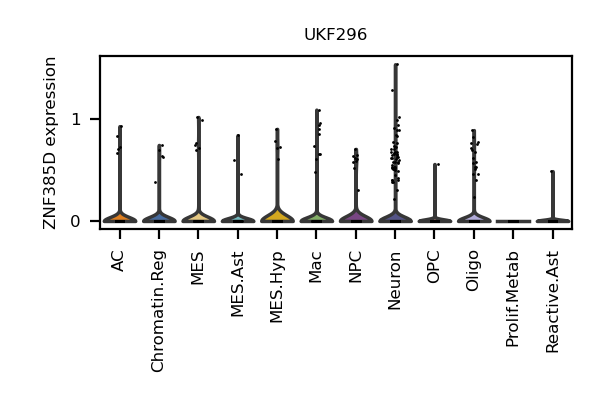 UKF296
ZNF385D expression
1
0
AC
Chromatin.Reg
MES
MES.Ast
MES.Hyp
Mac
NPC
Neuron
OPC
Oligo
Prolif.Metab
Reactive.Ast